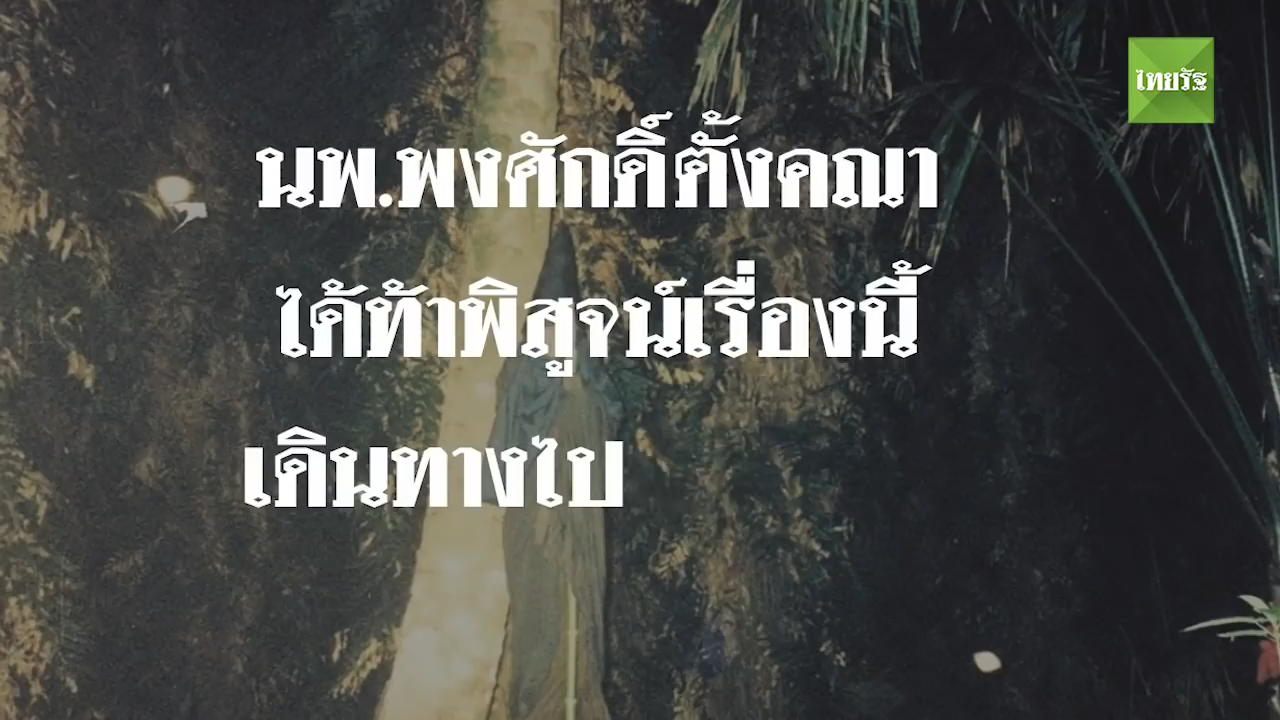 ไทยรัฐ
นพ.พงศักดิ์ตั้งคณา
ได้ท้าพิสูจน์เรื่องนี้
เดินทางไป